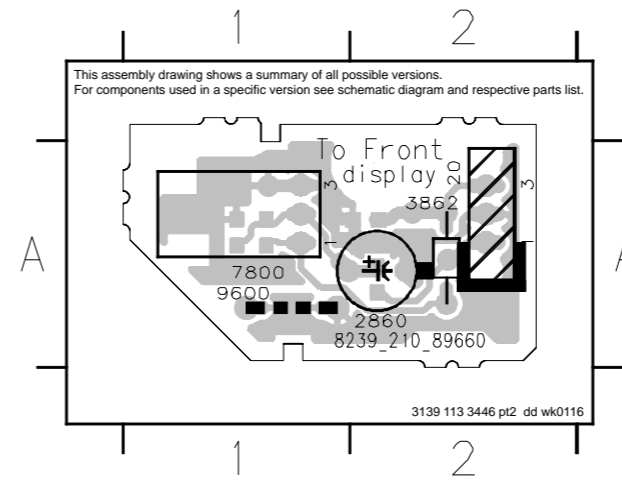 1 2
This assembly drawing shows a summary of all possible versions.
For components used in a specific version see schematic diagram and respective parts list.
To Front
display
20
3
3
3862
A
A
1
1
7800
9600
2860
8239_210_89660
3139 113 3446 pt2 dd wk0116
1 2